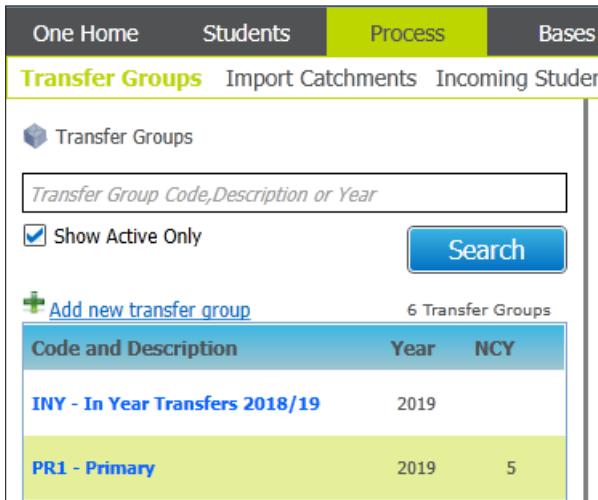 One Home Students Process Bases
Transfer Groups Import Catchments Incoming
Transfer Groups
Transfer Group Code,Description or Year
Show Active Only
Search
Add new transfer group 6 Transfer Groups
Code and Description Year NCY
INY - In Year Transfers 2018/19 2019
PR1 - Primary 2019 5